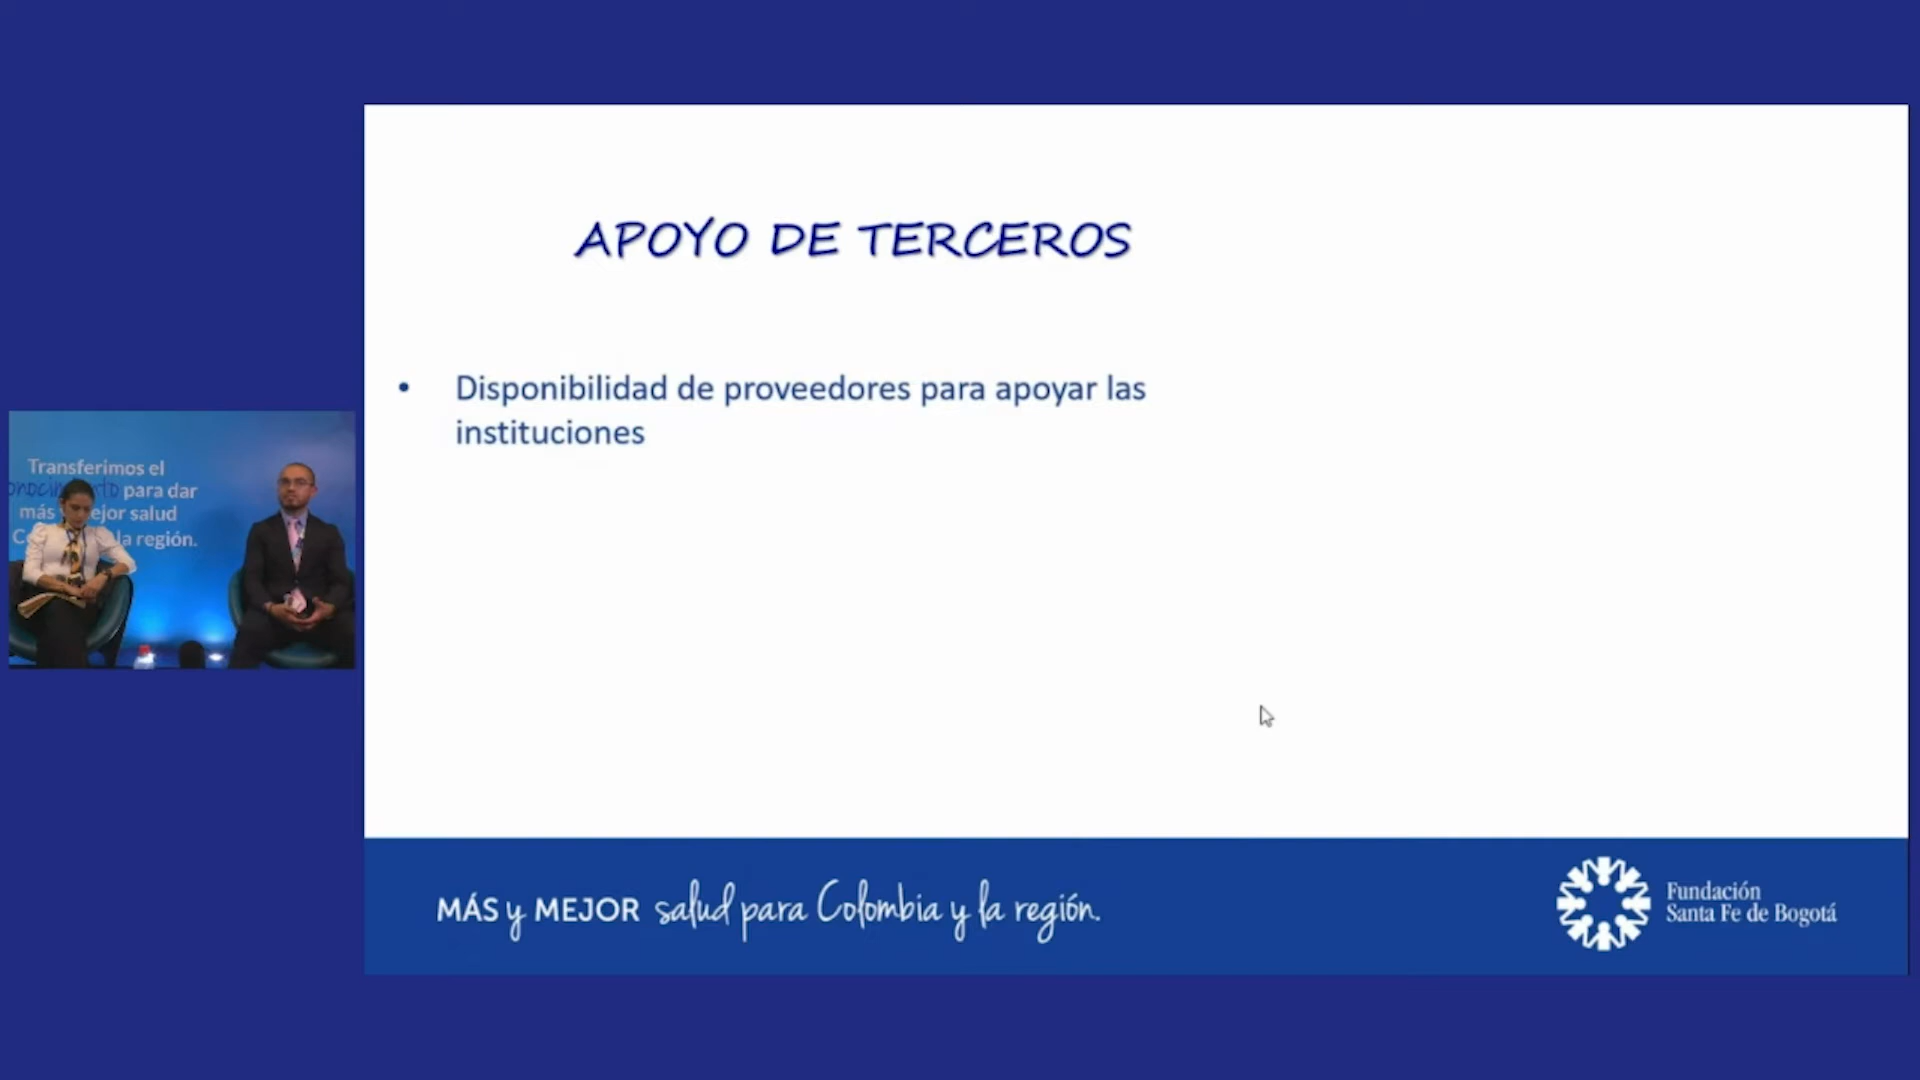 APOYO DE TERCEROS
• Disponibilidad de proveedores para apoyar las
instituciones
Transferimos el
para dar
más mejor salud
la región.
MÁS y MEJOR salud para Colombia y la región.
Fundación
Santa Fe de Bogotá